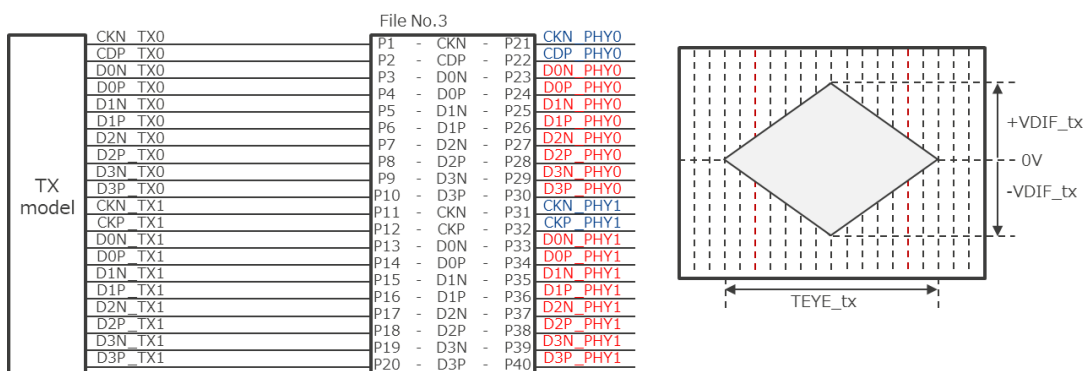 File No.3
CKN_TX0 P1 - CKN - P21 CKN_PHY0
CDP_TX0 P2 - CDP - P22 CDP_PHY0
D0N_TX0 P3 - D0N - P23 D0N_PHY0
D0P_TX0 P4 - D0P - P24 D0P_PHY0
D1N_TX0 P5 - D1N - P25 D1N_PHY0
D1P_TX0 P6 - D1P - P26 D1P_PHY0
D2N_TX0 P7 - D2N - P27 D2N_PHY0
D2P_TX0 P8 - D2P - P28 D2P_PHY0
D3N_TX0 P9 - D3N - P29 D3N_PHY0
D3P_TX0 P10 - D3P - P30 D3P_PHY0
CKN_TX1 P11 - CKN - P31 CKN_PHY1
CKP_TX1 P12 - CKP - P32 CKP_PHY1
D0N_TX1 P13 - D0N - P33 D0N_PHY1
D0P_TX1 P14 - D0P - P34 D0P_PHY1
D1N_TX1 P15 - D1N - P35 D1N_PHY1
D1P_TX1 P16 - D1P - P36 D1P_PHY1
D2N_TX1 P17 - D2N - P37 D2N_PHY1
D2P_TX1 P18 - D2P - P38 D2P_PHY1
D3N_TX1 P19 - D3N - P39 D3N_PHY1
D3P_TX1 P20 - D3P - P40 D3P_PHY1
TX
model
+VDIF_tx
0V
-VDIF_tx
TEYE_tx